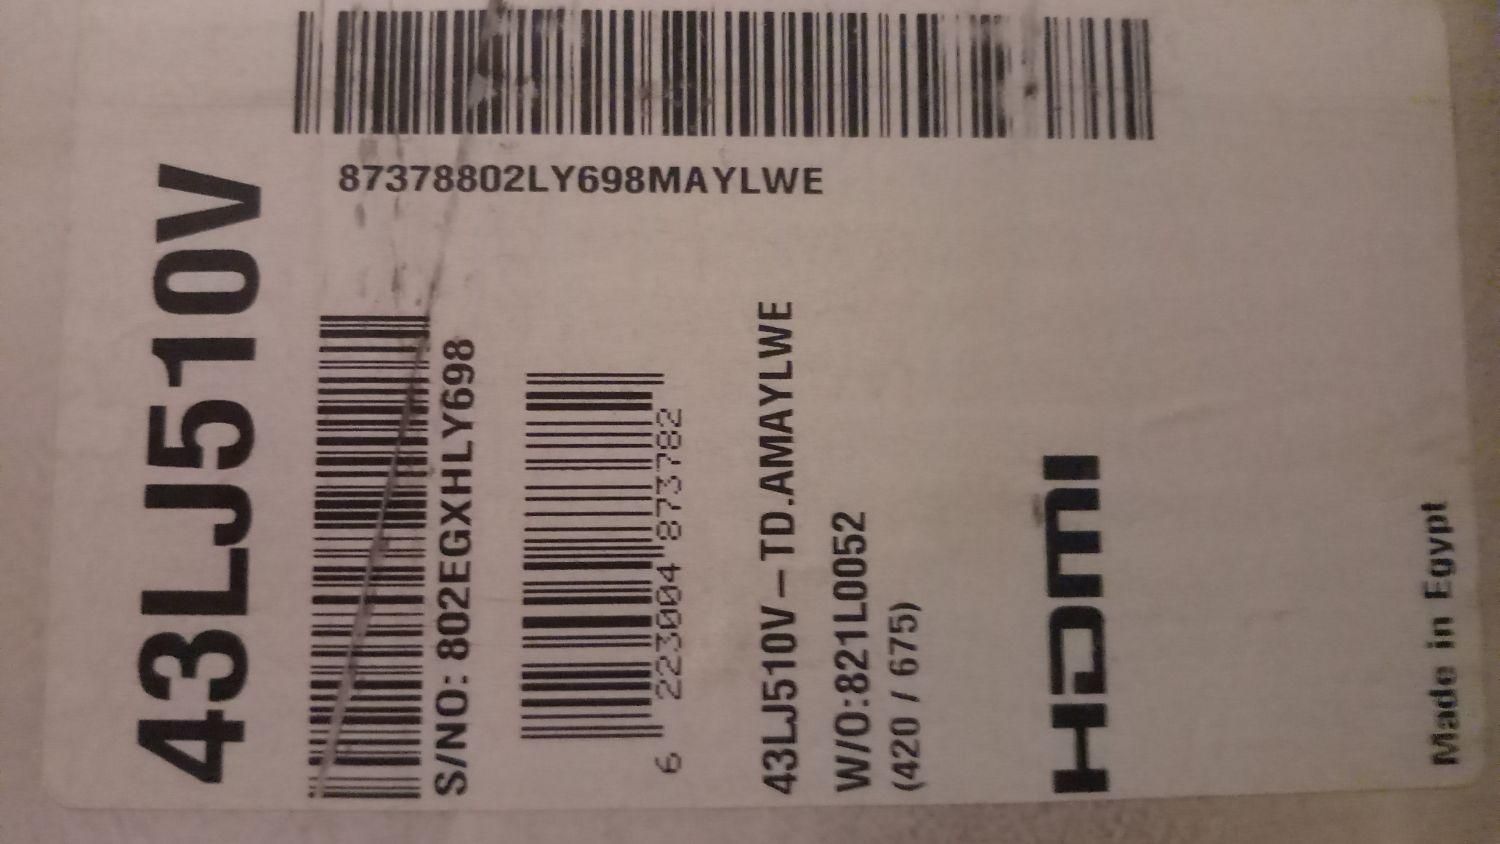 43LJ510V
87378802LY698MAYLWE
S/NO: 802EGXHLY698
6 223004 873782
43LJ510V – TD.AMAYLWE
W/O:821L0052
(420 / 675)
HDMI
Made in Egypt